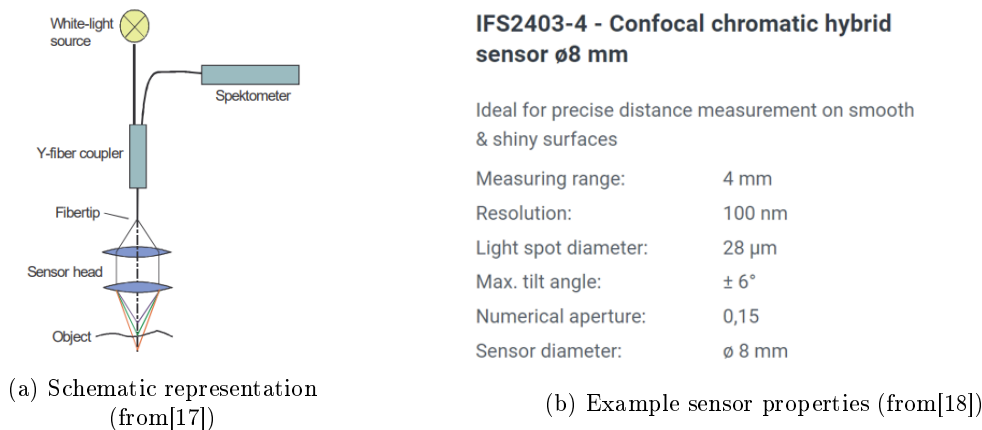 White-light
source
Spektometer
Y-fiber coupler
Fibertip
Sensor head
Object
(a) Schematic representation
(from[17])
IFS2403-4 - Confocal chromatic hybrid
sensor ø8 mm
Ideal for precise distance measurement on smooth
& shiny surfaces
Measuring range: 4 mm
Resolution: 100 nm
Light spot diameter: 28 µm
Max. tilt angle: ± 6°
Numerical aperture: 0,15
Sensor diameter: ø 8 mm
(b) Example sensor properties (from[18])